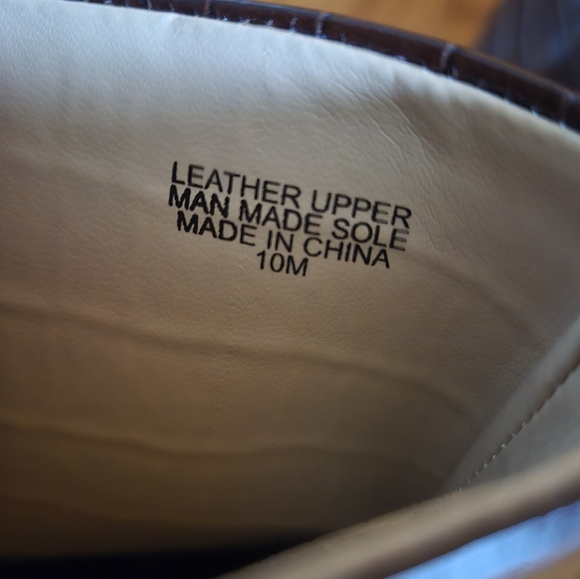 LEATHER UPPER
MAN MADE SOLE
MADE IN CHINA
10M